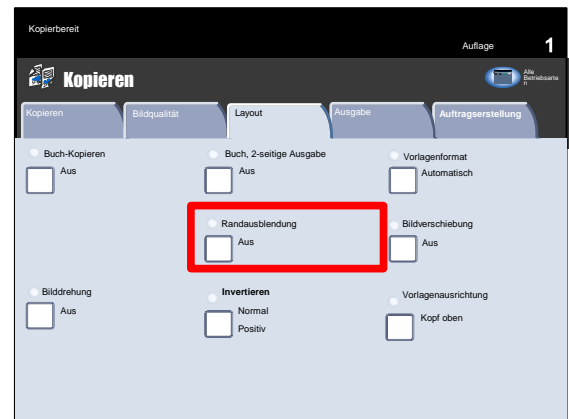 Kopierbereit
Auflage 1
Kopieren
Alle
Betriebsarte
n
Kopieren Bildqualität Layout Ausgabe Auftragserstellung
Buch-Kopieren
Aus
Buch, 2-seitige Ausgabe
Aus
Vorlagenformat
Automatisch
Randausblendung
Aus
Bildverschiebung
Aus
Bilddrehung
Aus
Invertieren
Normal
Positiv
Vorlagenausrichtung
Kopf oben